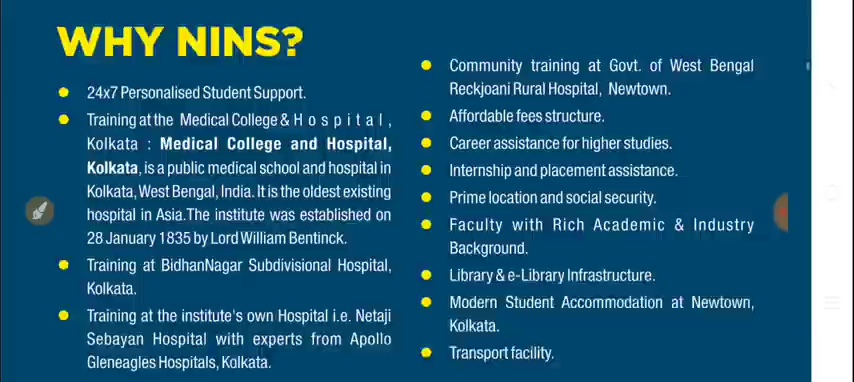 WHY NINS?
24x7 Personalised Student Support.
Training at the Medical College & Hospital,
Kolkata : Medical College and Hospital,
Kolkata, is a public medical school and hospital in
Kolkata, West Bengal, India. It is the oldest existing
hospital in Asia.The institute was established on
28 January 1835 by Lord William Bentinck.
Training at BidhanNagar Subdivisional Hospital,
Kolkata.
Training at the institute's own Hospital i.e. Netaji
Sebayan Hospital with experts from Apollo
Gleneagles Hospitals, Kolkata.
Community training at Govt. of West Bengal
Reckjoani Rural Hospital, Newtown.
Affordable fees structure.
Career assistance for higher studies.
Internship and placement assistance.
Prime location and social security.
Faculty with Rich Academic & Industry
Background.
Library & e-Library Infrastructure.
Modern Student Accommodation at Newtown,
Kolkata.
Transport facility.